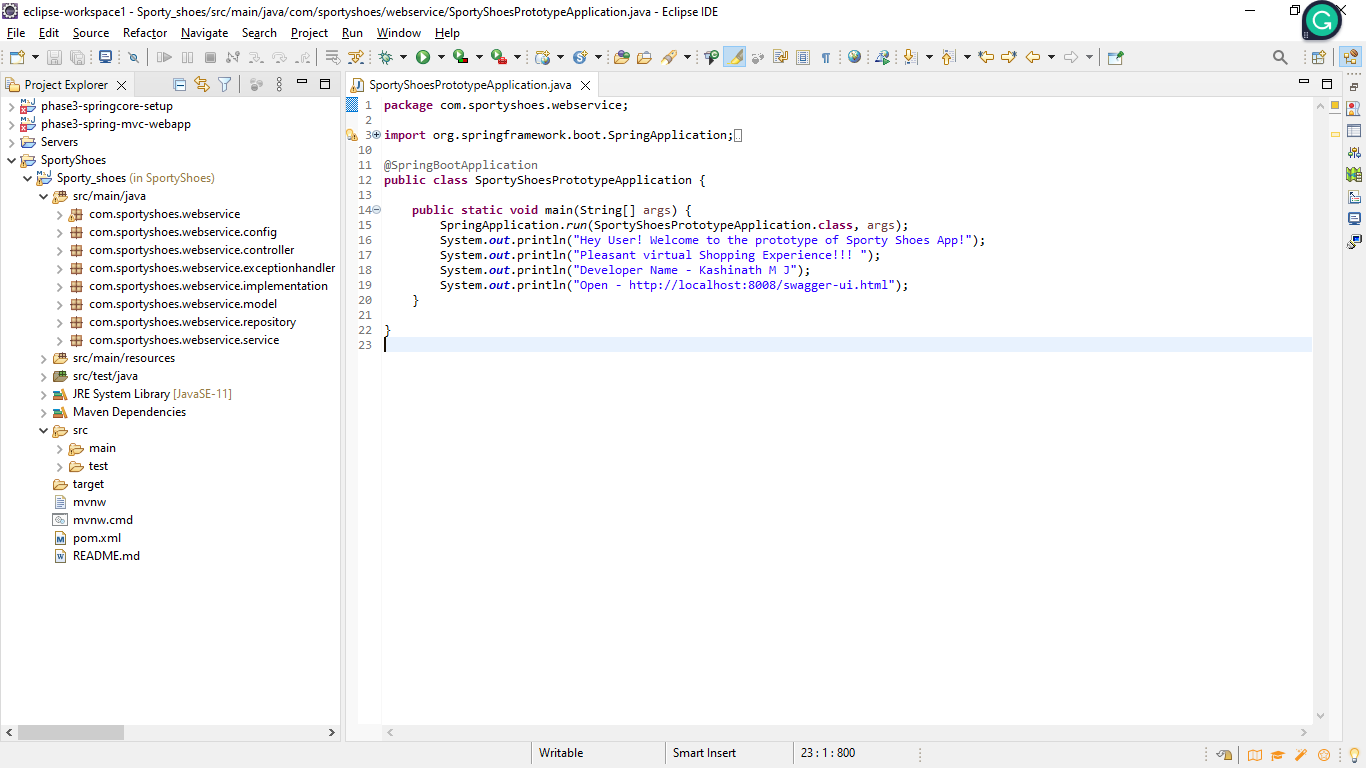 eclipse-workspace1 - Sporty_shoes/src/main/java/com/sportyshoes/webservice/SportyShoesPrototypeApplication.java - Eclipse IDE
File Edit Source Refactor Navigate Search Project Run Window Help
Project Explorer
phase3-springcore-setup
phase3-spring-mvc-webapp
Servers
SportyShoes
Sporty_shoes (in SportyShoes)
src/main/java
com.sportyshoes.webservice
com.sportyshoes.webservice.config
com.sportyshoes.webservice.controller
com.sportyshoes.webservice.exceptionhandler
com.sportyshoes.webservice.implementation
com.sportyshoes.webservice.model
com.sportyshoes.webservice.repository
com.sportyshoes.webservice.service
src/main/resources
src/test/java
JRE System Library [JavaSE-11]
Maven Dependencies
src
main
test
target
mvnw
mvnw.cmd
pom.xml
README.md
SportyShoesPrototypeApplication.java
1 package com.sportyshoes.webservice;
2
3 import org.springframework.boot.SpringApplication;
10
11 @SpringBootApplication
12 public class SportyShoesPrototypeApplication {
13
14 public static void main(String[] args) {
15 SpringApplication.run(SportyShoesPrototypeApplication.class, args);
16 System.out.println("Hey User! Welcome to the prototype of Sporty Shoes App!");
17 System.out.println("Pleasant virtual Shopping Experience!!! ");
18 System.out.println("Developer Name - Kashinath M J");
19 System.out.println("Open - http://localhost:8008/swagger-ui.html");
20 }
21
22 }
23
Writable Smart Insert 23 : 1 : 800